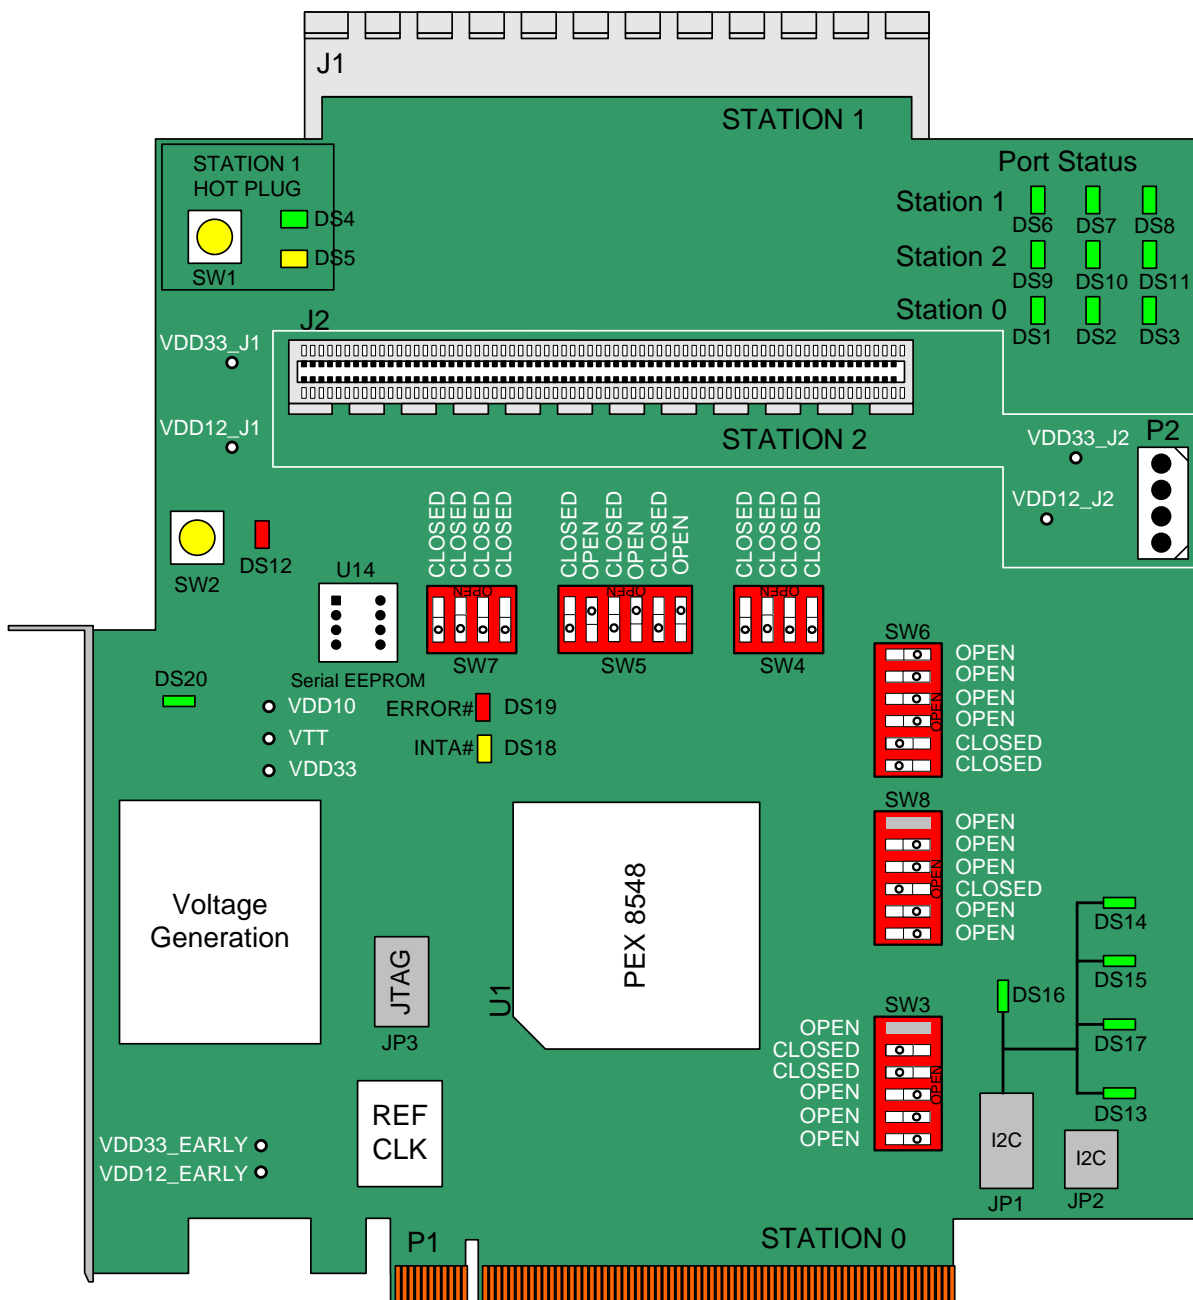 J1
STATION 1
STATION 1
HOT PLUG
DS4
DS5
SW1
Port Status
Station 1
DS6 DS7 DS8
Station 2
DS9 DS10 DS11
Station 0
DS1 DS2 DS3
J2
VDD33_J1
VDD12_J1
STATION 2
VDD33_J2
P2
VDD12_J2
SW2
DS12
U14
Serial EEPROM
CLOSED
CLOSED
CLOSED
CLOSED
OPEN
SW7
CLOSED
OPEN
CLOSED
OPEN
CLOSED
OPEN
OPEN
SW5
CLOSED
CLOSED
CLOSED
CLOSED
OPEN
SW4
SW6
OPEN
OPEN
OPEN
OPEN
CLOSED
CLOSED
OPEN
DS20
VDD10
VTT
VDD33
ERROR# DS19
INTA# DS18
SW8
OPEN
OPEN
OPEN
CLOSED
OPEN
OPEN
OPEN
Voltage
Generation
JTAG
JP3
PEX 8548
U1
DS14
DS15
DS16
DS17
DS13
SW3
OPEN
CLOSED
CLOSED
OPEN
OPEN
OPEN
OPEN
REF
CLK
VDD33_EARLY
VDD12_EARLY
I2C
JP1
I2C
JP2
P1
STATION 0